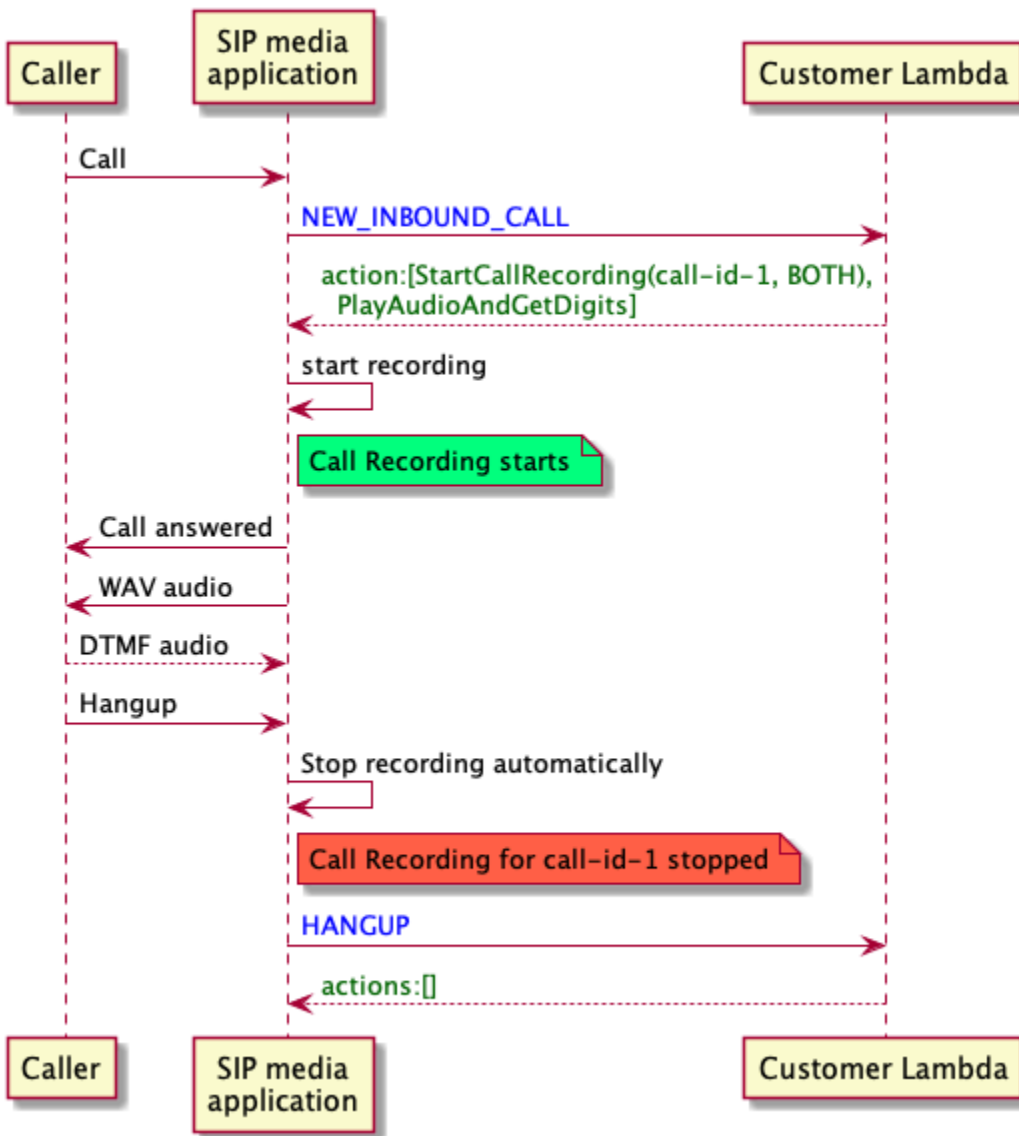 Caller
SIP media
application
Customer Lambda
Call
NEW_INBOUND_CALL
action:[StartCallRecording(call-id-1, BOTH),
PlayAudioAndGetDigits]
start recording
Call Recording starts
Call answered
WAV audio
DTMF audio
Hangup
Stop recording automatically
Call Recording for call-id-1 stopped
HANGUP
actions:[]
Caller
SIP media
application
Customer Lambda